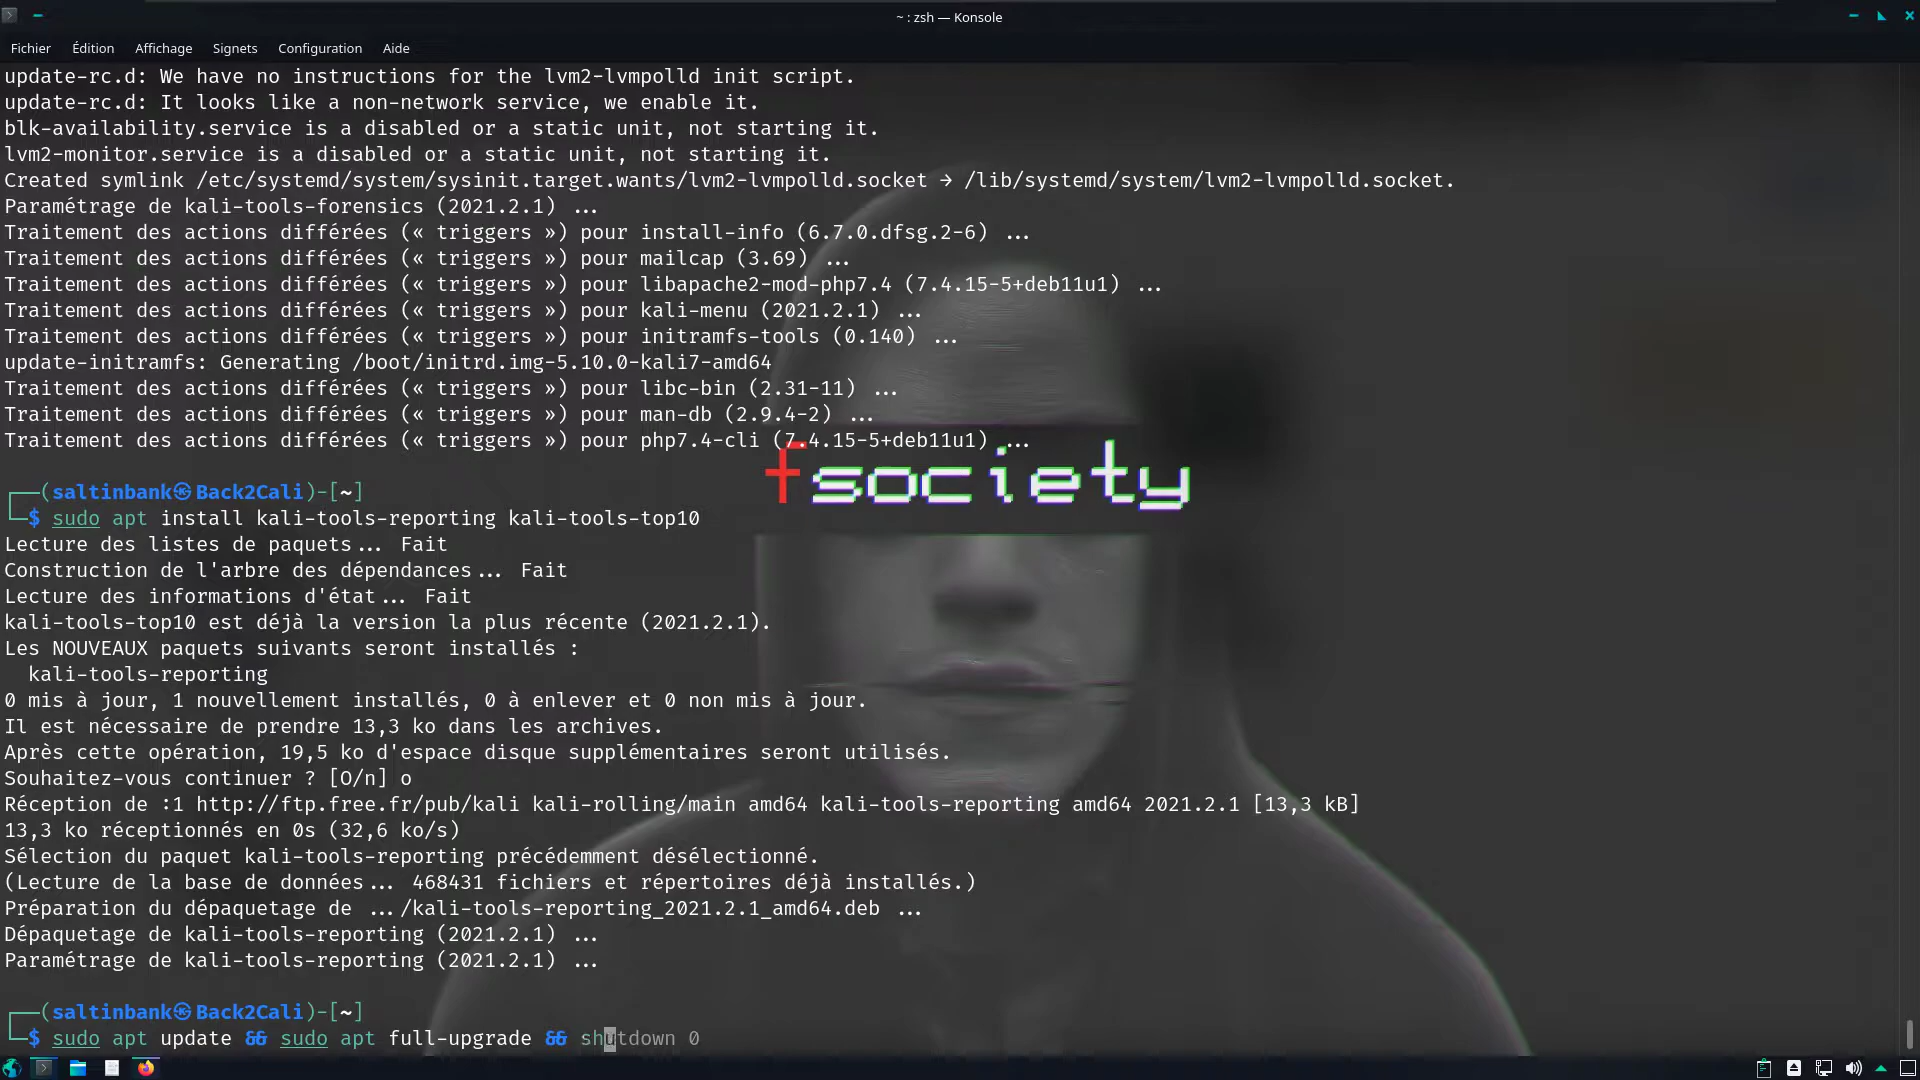 ~ : zsh — Konsole
Fichier Édition Affichage Signets Configuration Aide
update-rc.d: We have no instructions for the lvm2-lvmpolld init script.
update-rc.d: It looks like a non-network service, we enable it.
blk-availability.service is a disabled or a static unit, not starting it.
lvm2-monitor.service is a disabled or a static unit, not starting it.
Created symlink /etc/systemd/system/sysinit.target.wants/lvm2-lvmpolld.socket → /lib/systemd/system/lvm2-lvmpolld.socket.
Paramétrage de kali-tools-forensics (2021.2.1) ...
Traitement des actions différées (« triggers ») pour install-info (6.7.0.dfsg.2-6) ...
Traitement des actions différées (« triggers ») pour mailcap (3.69) ...
Traitement des actions différées (« triggers ») pour libapache2-mod-php7.4 (7.4.15-5+deb11u1) ...
Traitement des actions différées (« triggers ») pour kali-menu (2021.2.1) ...
Traitement des actions différées (« triggers ») pour initramfs-tools (0.140) ...
update-initramfs: Generating /boot/initrd.img-5.10.0-kali7-amd64
Traitement des actions différées (« triggers ») pour libc-bin (2.31-11) ...
Traitement des actions différées (« triggers ») pour man-db (2.9.4-2) ...
Traitement des actions différées (« triggers ») pour php7.4-cli (7.4.15-5+deb11u1) ...
fsociety
┌──(saltinbank㉿Back2Cali)-[~]
└─$ sudo apt install kali-tools-reporting kali-tools-top10
Lecture des listes de paquets... Fait
Construction de l'arbre des dépendances... Fait
Lecture des informations d'état... Fait
kali-tools-top10 est déjà la version la plus récente (2021.2.1).
Les NOUVEAUX paquets suivants seront installés :
  kali-tools-reporting
0 mis à jour, 1 nouvellement installés, 0 à enlever et 0 non mis à jour.
Il est nécessaire de prendre 13,3 ko dans les archives.
Après cette opération, 19,5 ko d'espace disque supplémentaires seront utilisés.
Souhaitez-vous continuer ? [O/n] o
Réception de :1 http://ftp.free.fr/pub/kali kali-rolling/main amd64 kali-tools-reporting amd64 2021.2.1 [13,3 kB]
13,3 ko réceptionnés en 0s (32,6 ko/s)
Sélection du paquet kali-tools-reporting précédemment désélectionné.
(Lecture de la base de données... 468431 fichiers et répertoires déjà installés.)
Préparation du dépaquetage de .../kali-tools-reporting_2021.2.1_amd64.deb ...
Dépaquetage de kali-tools-reporting (2021.2.1) ...
Paramétrage de kali-tools-reporting (2021.2.1) ...
┌──(saltinbank㉿Back2Cali)-[~]
└─$ sudo apt update && sudo apt full-upgrade && shutdown 0